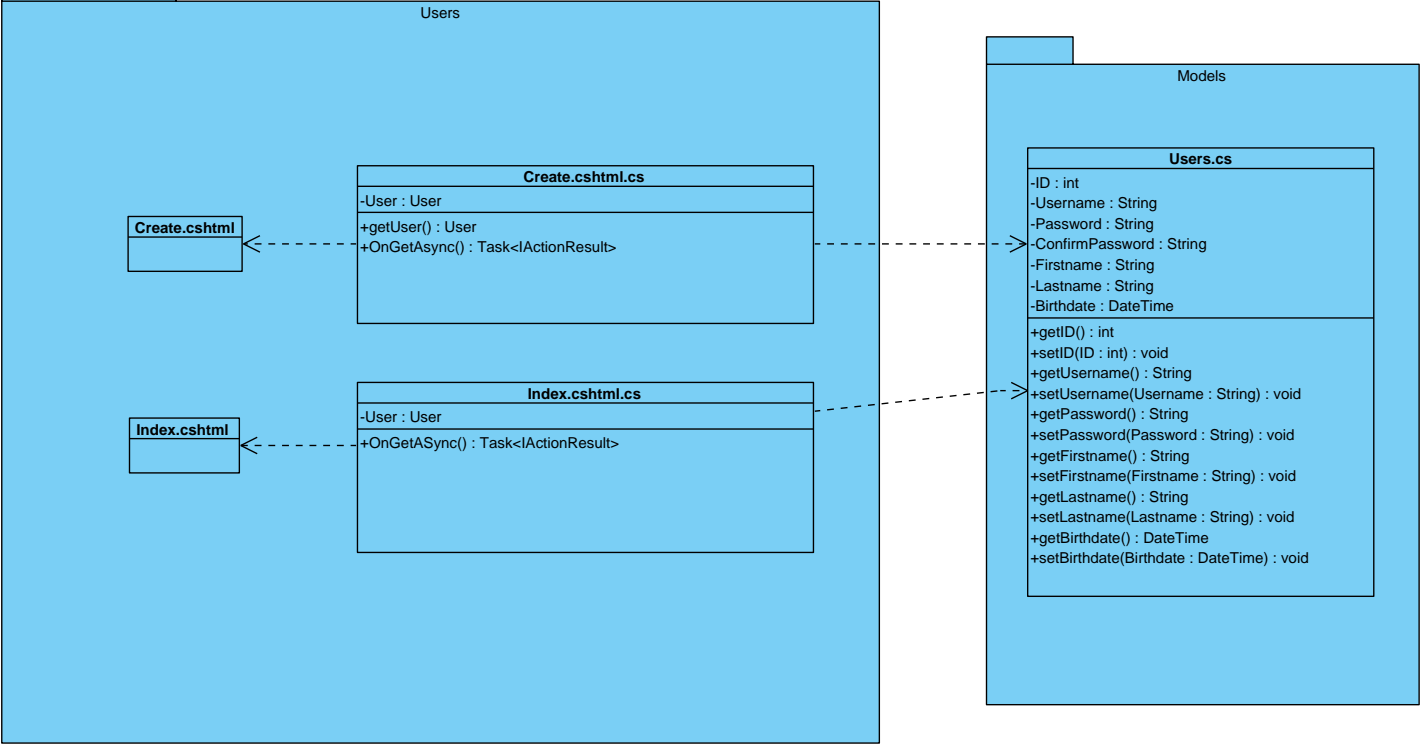 Users
Create.cshtml
Create.cshtml.cs
-User : User
+getUser() : User
+OnGetAsync() : Task<IActionResult>
Index.cshtml
Index.cshtml.cs
-User : User
+OnGetASync() : Task<IActionResult>
Models
Users.cs
-ID : int
-Username : String
-Password : String
-ConfirmPassword : String
-Firstname : String
-Lastname : String
-Birthdate : DateTime
+getID() : int
+setID(ID : int) : void
+getUsername() : String
+setUsername(Username : String) : void
+getPassword() : String
+setPassword(Password : String) : void
+getFirstname() : String
+setFirstname(Firstname : String) : void
+getLastname() : String
+setLastname(Lastname : String) : void
+getBirthdate() : DateTime
+setBirthdate(Birthdate : DateTime) : void